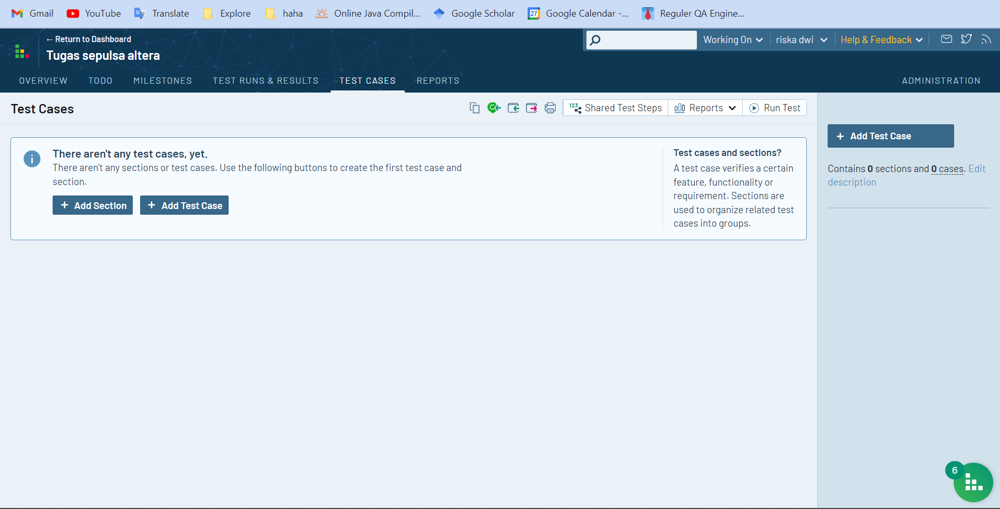 Gmail YouTube Translate Explore haha Online Java Compil... Google Scholar 27 Google Calendar -... Reguler QA Engine...
← Return to Dashboard
Tugas sepulsa altera
Working On riska dwi Help & Feedback
OVERVIEW TODO MILESTONES TEST RUNS & RESULTS TEST CASES REPORTS ADMINISTRATION
Test Cases
123 Shared Test Steps Reports Run Test
There aren't any test cases, yet.
There aren't any sections or test cases. Use the following buttons to create the first test case and
section.
+ Add Section + Add Test Case
Test cases and sections?
A test case verifies a certain
feature, functionality or
requirement. Sections are
used to organize related test
cases into groups.
+ Add Test Case
Contains 0 sections and 0 cases. Edit
description
6